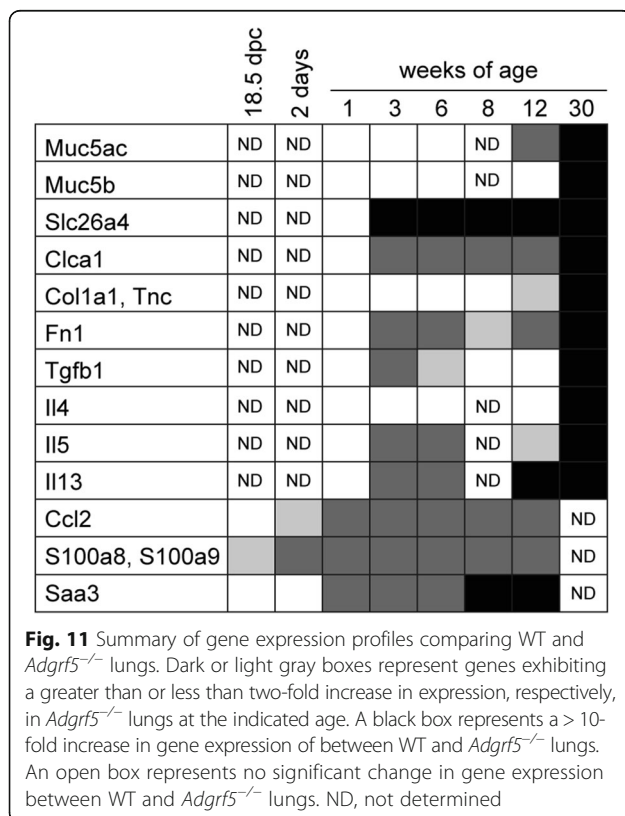 18.5 dpc 2 days weeks of age
1 3 6 8 12 30
Muc5ac ND ND ND
Muc5b ND ND ND
Slc26a4 ND ND
Clca1 ND ND
Col1a1, Tnc ND ND
Fn1 ND ND
Tgfb1 ND ND
Il4 ND ND ND
Il5 ND ND ND
Il13 ND ND ND
Ccl2 ND
S100a8, S100a9 ND
Saa3 ND
Fig. 11 Summary of gene expression profiles comparing WT and
Adgrf5−/− lungs. Dark or light gray boxes represent genes exhibiting
a greater than or less than two-fold increase in expression, respectively,
in Adgrf5−/− lungs at the indicated age. A black box represents a > 10-
fold increase in gene expression of between WT and Adgrf5−/− lungs.
An open box represents no significant change in gene expression
between WT and Adgrf5−/− lungs. ND, not determined